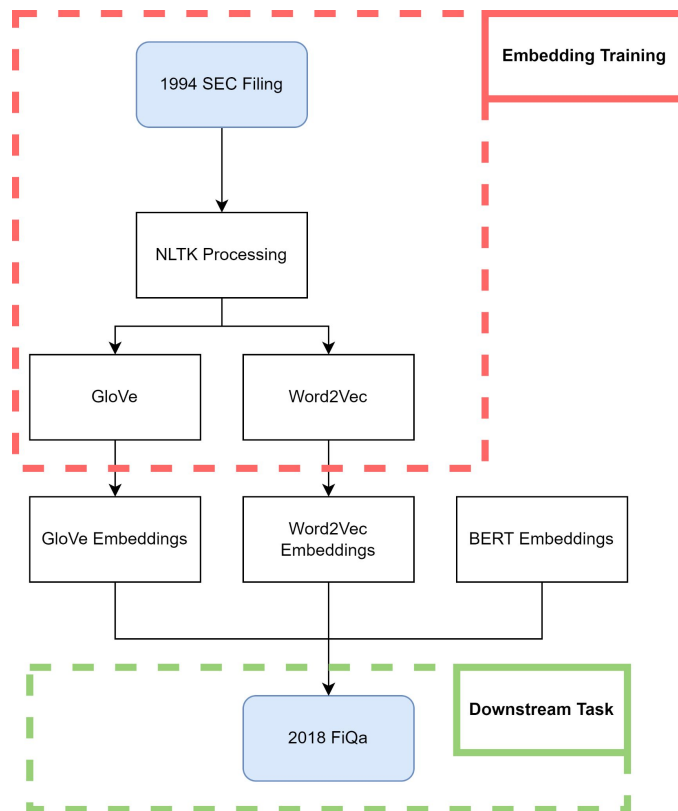 Embedding Training
1994 SEC Filing
NLTK Processing
GloVe
Word2Vec
GloVe Embeddings
Word2Vec
Embeddings
BERT Embeddings
Downstream Task
2018 FiQa